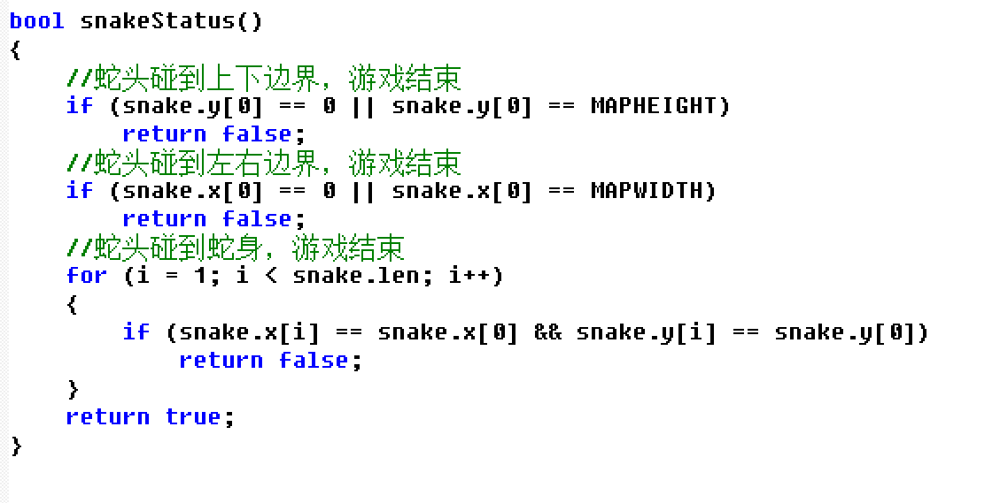 bool snakeStatus()
{
    //蛇头碰到上下边界，游戏结束
    if (snake.y[0] == 0 || snake.y[0] == MAPHEIGHT)
        return false;
    //蛇头碰到左右边界，游戏结束
    if (snake.x[0] == 0 || snake.x[0] == MAPWIDTH)
        return false;
    //蛇头碰到蛇身，游戏结束
    for (i = 1; i < snake.len; i++)
    {
        if (snake.x[i] == snake.x[0] && snake.y[i] == snake.y[0])
            return false;
    }
    return true;
}